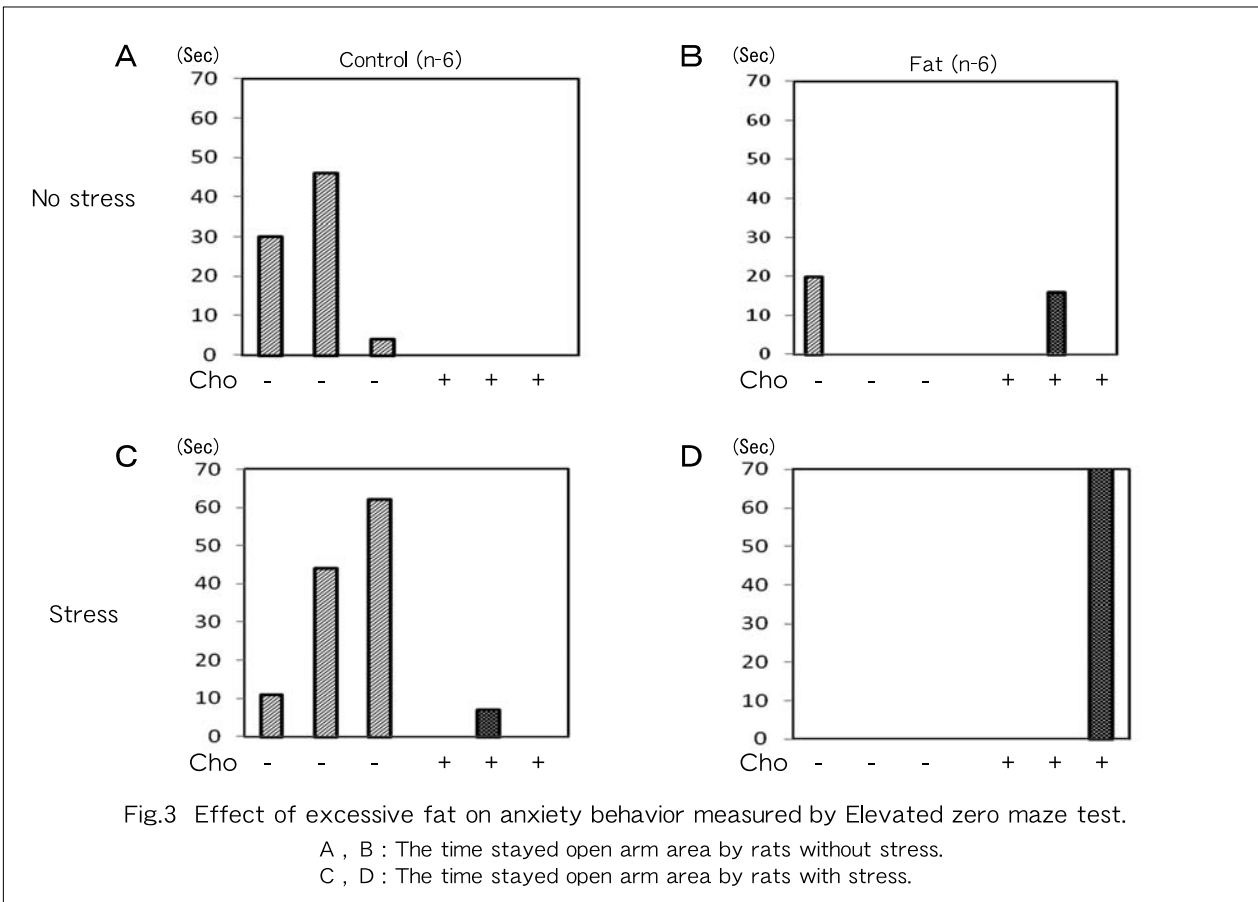 A (Sec) Control (n-6)
70
60
50
40
30
20
10
0
Cho - - - + + +
B (Sec) Fat (n-6)
70
60
50
40
30
20
10
0
- - - + + +
No stress
C (Sec)
70
60
50
40
30
20
10
0
Cho - - - + + +
D (Sec)
70
60
50
40
30
20
10
0
Cho - - - + + +
Stress
Fig.3 Effect of excessive fat on anxiety behavior measured by Elevated zero maze test.
A , B : The time stayed open arm area by rats without stress.
C , D : The time stayed open arm area by rats with stress.